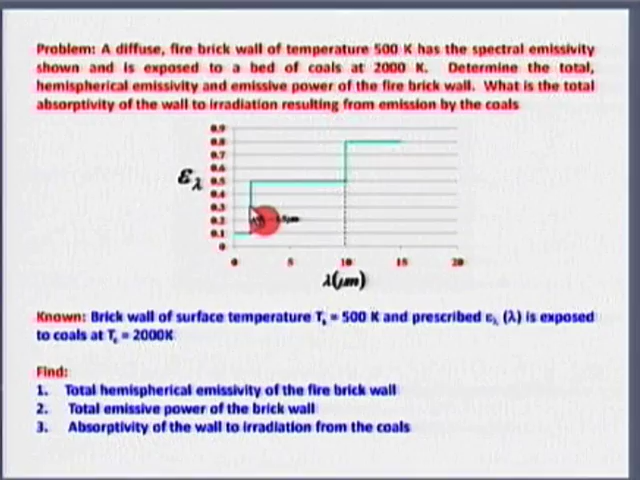 Problem: A diffuse, fire brick wall of temperature 500 K has the spectral emissivity
shown and is exposed to a bed of coals at 2000 K. Determine the total,
hemispherical emissivity and emissive power of the fire brick wall. What is the total
absorptivity of the wall to irradiation resulting from emission by the coals
0.9
0.8
0.7
0.6
0.5
0.4
0.3
0.2
0.1
0
ελ
0 5 10 15 20
λ(μm)
Known: Brick wall of surface temperature Ts = 500 K and prescribed ελ (λ) is exposed
to coals at Tc = 2000K
Find:
1. Total hemispherical emissivity of the fire brick wall
2. Total emissive power of the brick wall
3. Absorptivity of the wall to irradiation from the coals